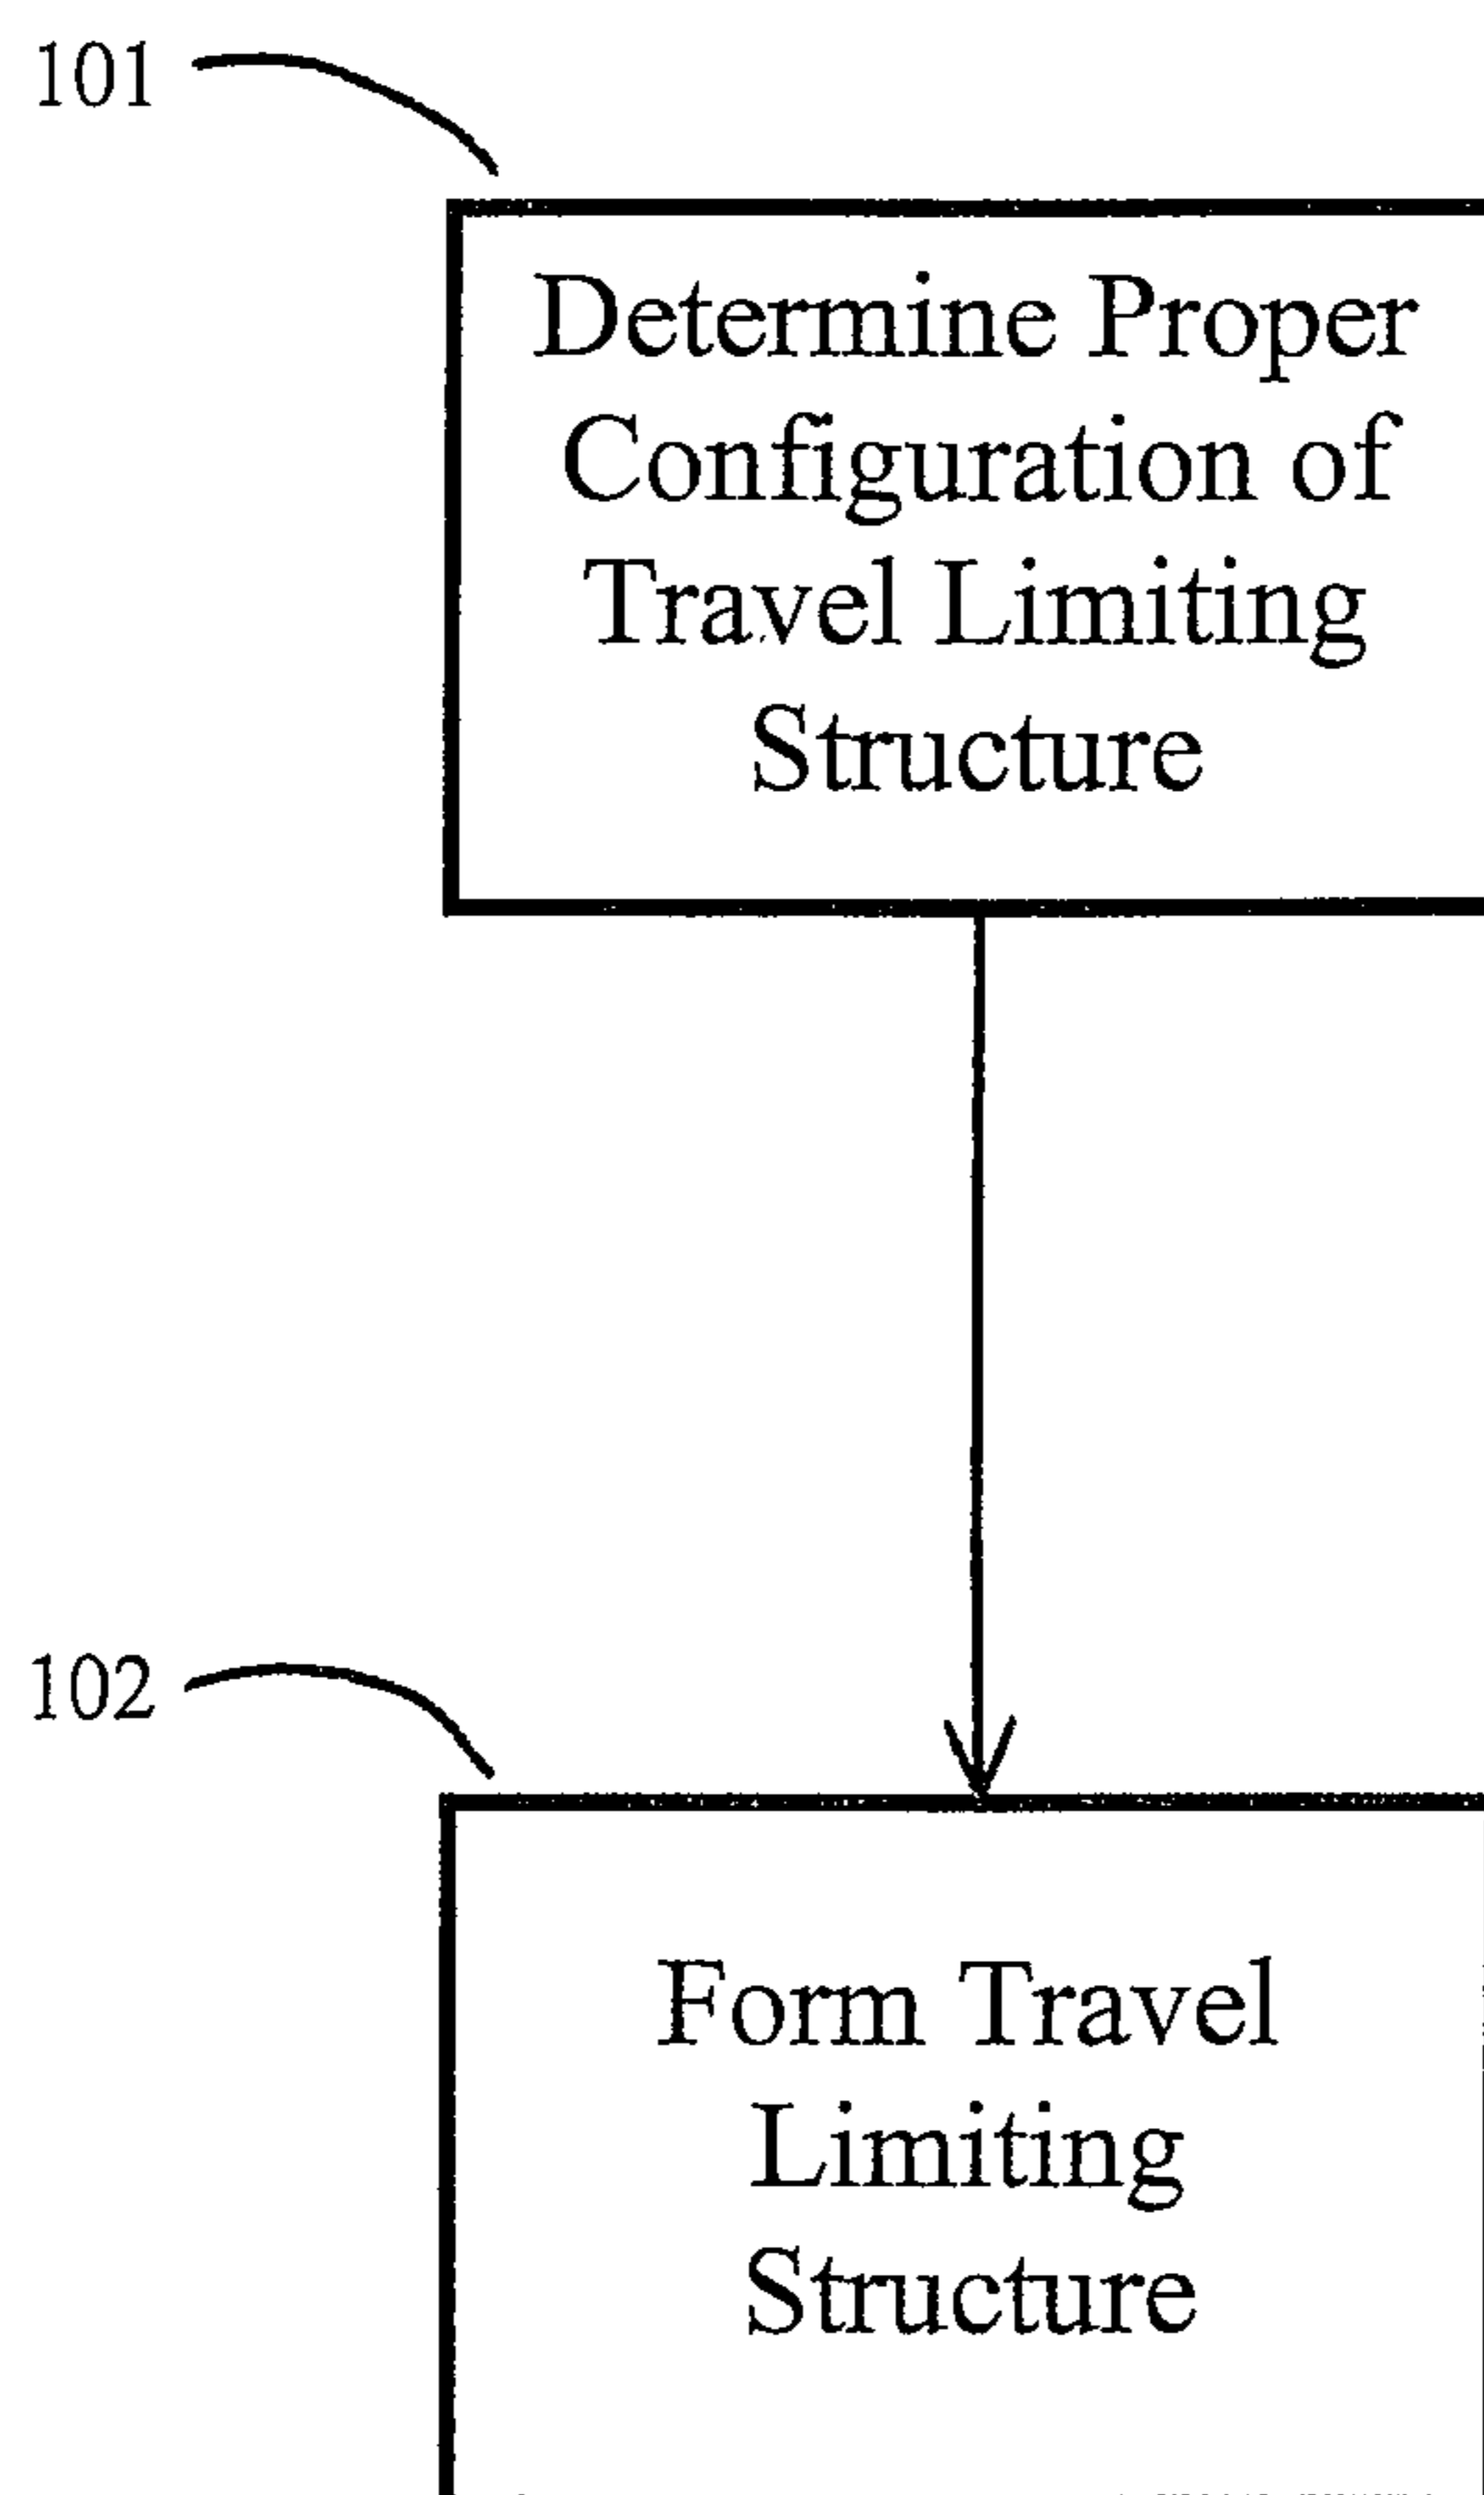 101
Determine Proper
Configuration of
Travel Limiting
Structure
102
Form Travel
Limiting
Structure